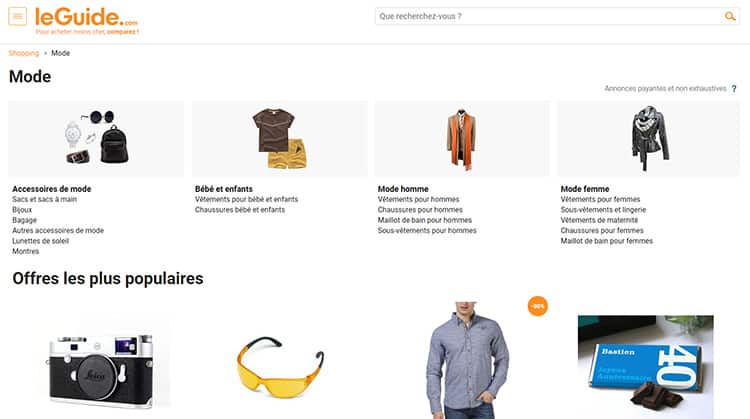 leGuide.com
Pour acheter moins cher, comparez !
Que recherchez-vous ?
Shopping > Mode
Mode
Annonces payantes et non exhaustives ?
Accessoires de mode
Sacs et sacs à main
Bijoux
Bagage
Autres accessoires de mode
Lunettes de soleil
Montres
Bébé et enfants
Vêtements pour bébé et enfants
Chaussures bébé et enfants
Mode homme
Vêtements pour hommes
Chaussures pour hommes
Maillot de bain pour hommes
Sous-vêtements pour hommes
Mode femme
Vêtements pour femmes
Sous-vêtements et lingerie
Vêtements de maternité
Chaussures pour femmes
Maillot de bain pour femmes
Offres les plus populaires
Leica
Bastien
Joyeux
Anniversaire
40